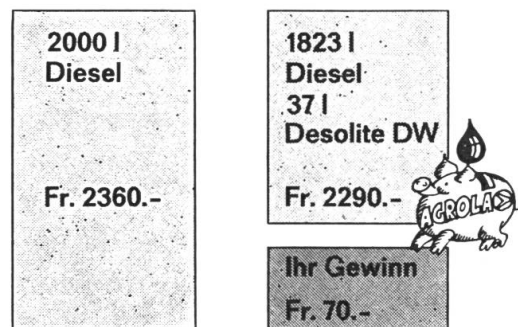 2000 l
Diesel
Fr. 2360.-
1823 l
Diesel
37 l
Desolite DW
Fr. 2290.-
AGROLA
Ihr Gewinn
Fr. 70.-